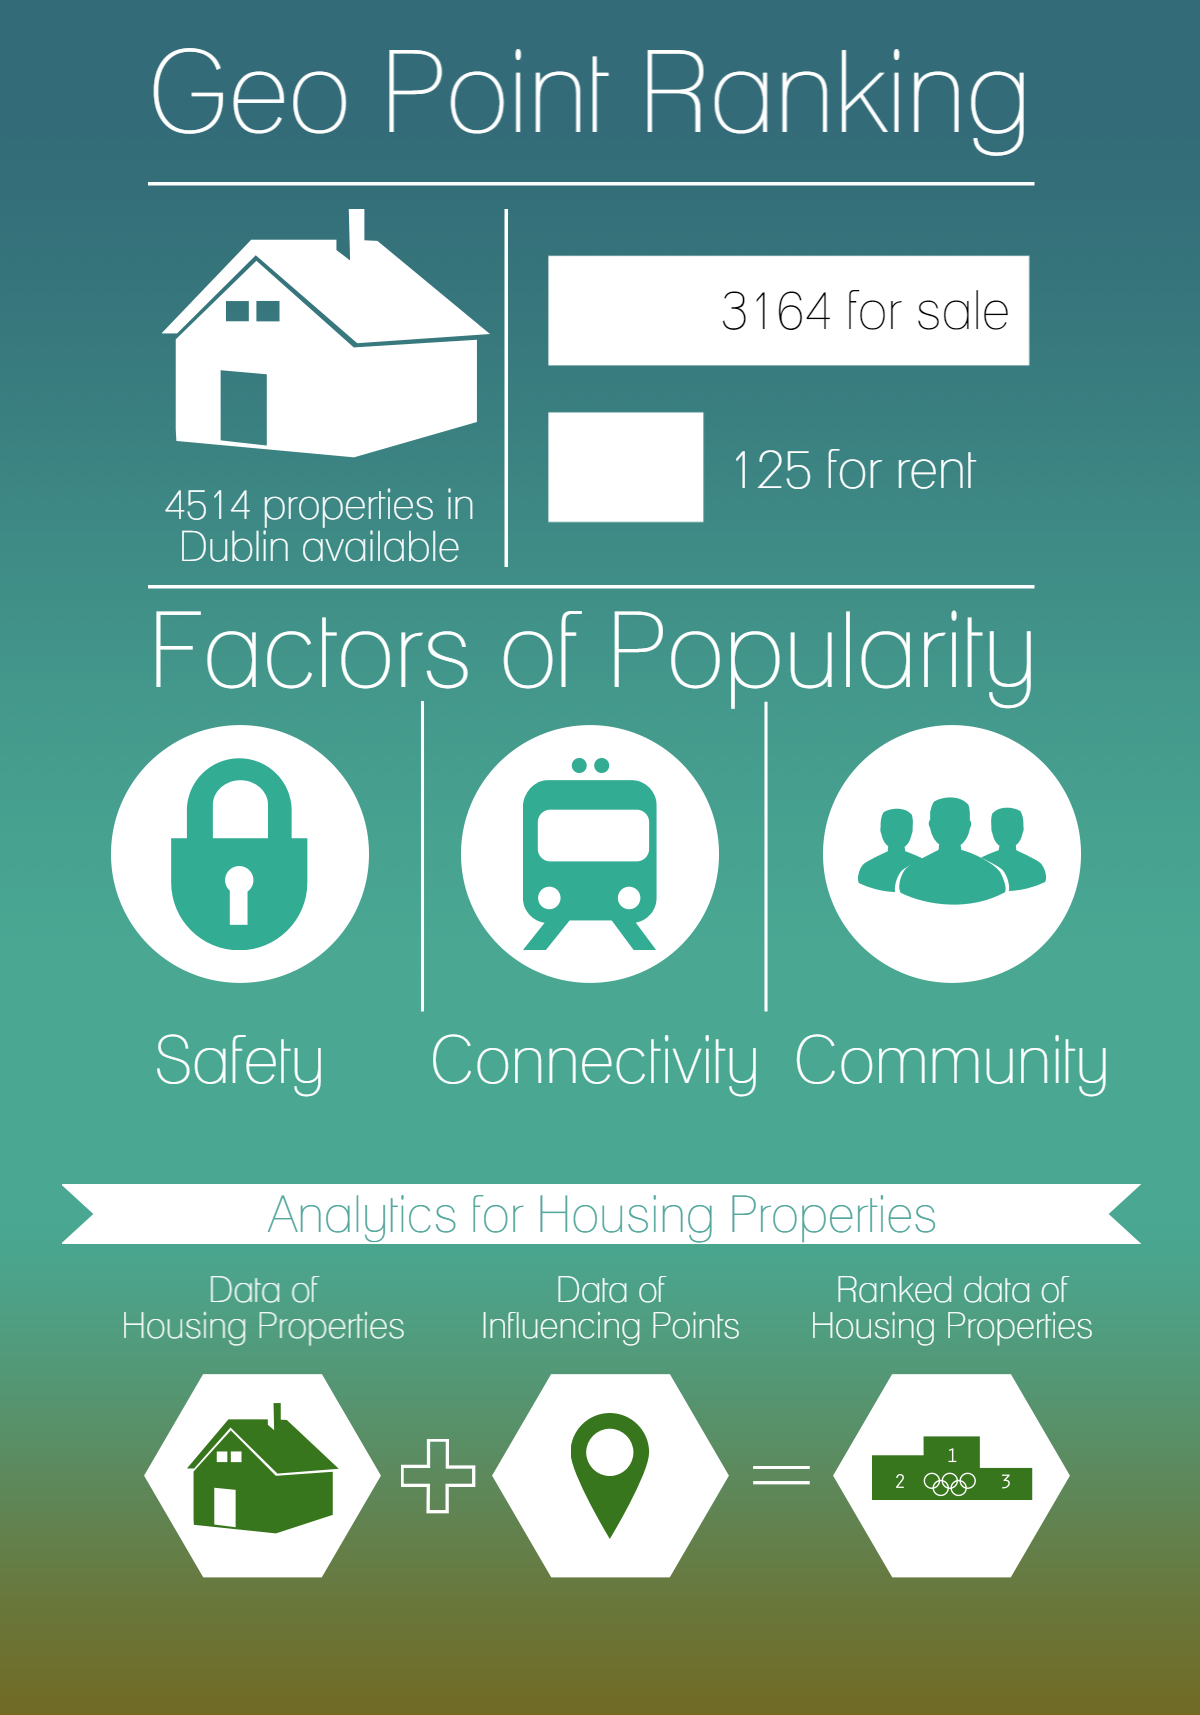 Geo Point Ranking
3164 for sale
125 for rent
4514 properties in
Dublin available
Factors of Popularity
Safety
Connectivity
Community
Analytics for Housing Properties
Data of
Housing Properties
Data of
Influencing Points
Ranked data of
Housing Properties
1
2
3